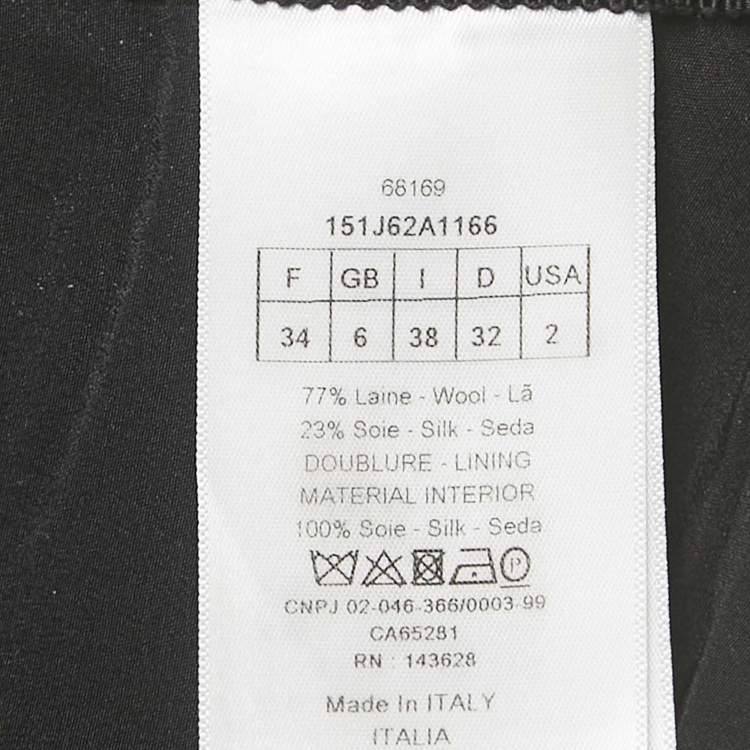 68169
151J62A1166
F GB I D USA
34 6 38 32 2
77% Laine - Wool - Lã
23% Soie - Silk - Seda
DOUBLURE - LINING
MATERIAL INTERIOR
100% Soie - Silk - Seda
P
CNPJ 02-046-366/0003-99
CA65281
RN : 143628
Made In ITALY
ITALIA